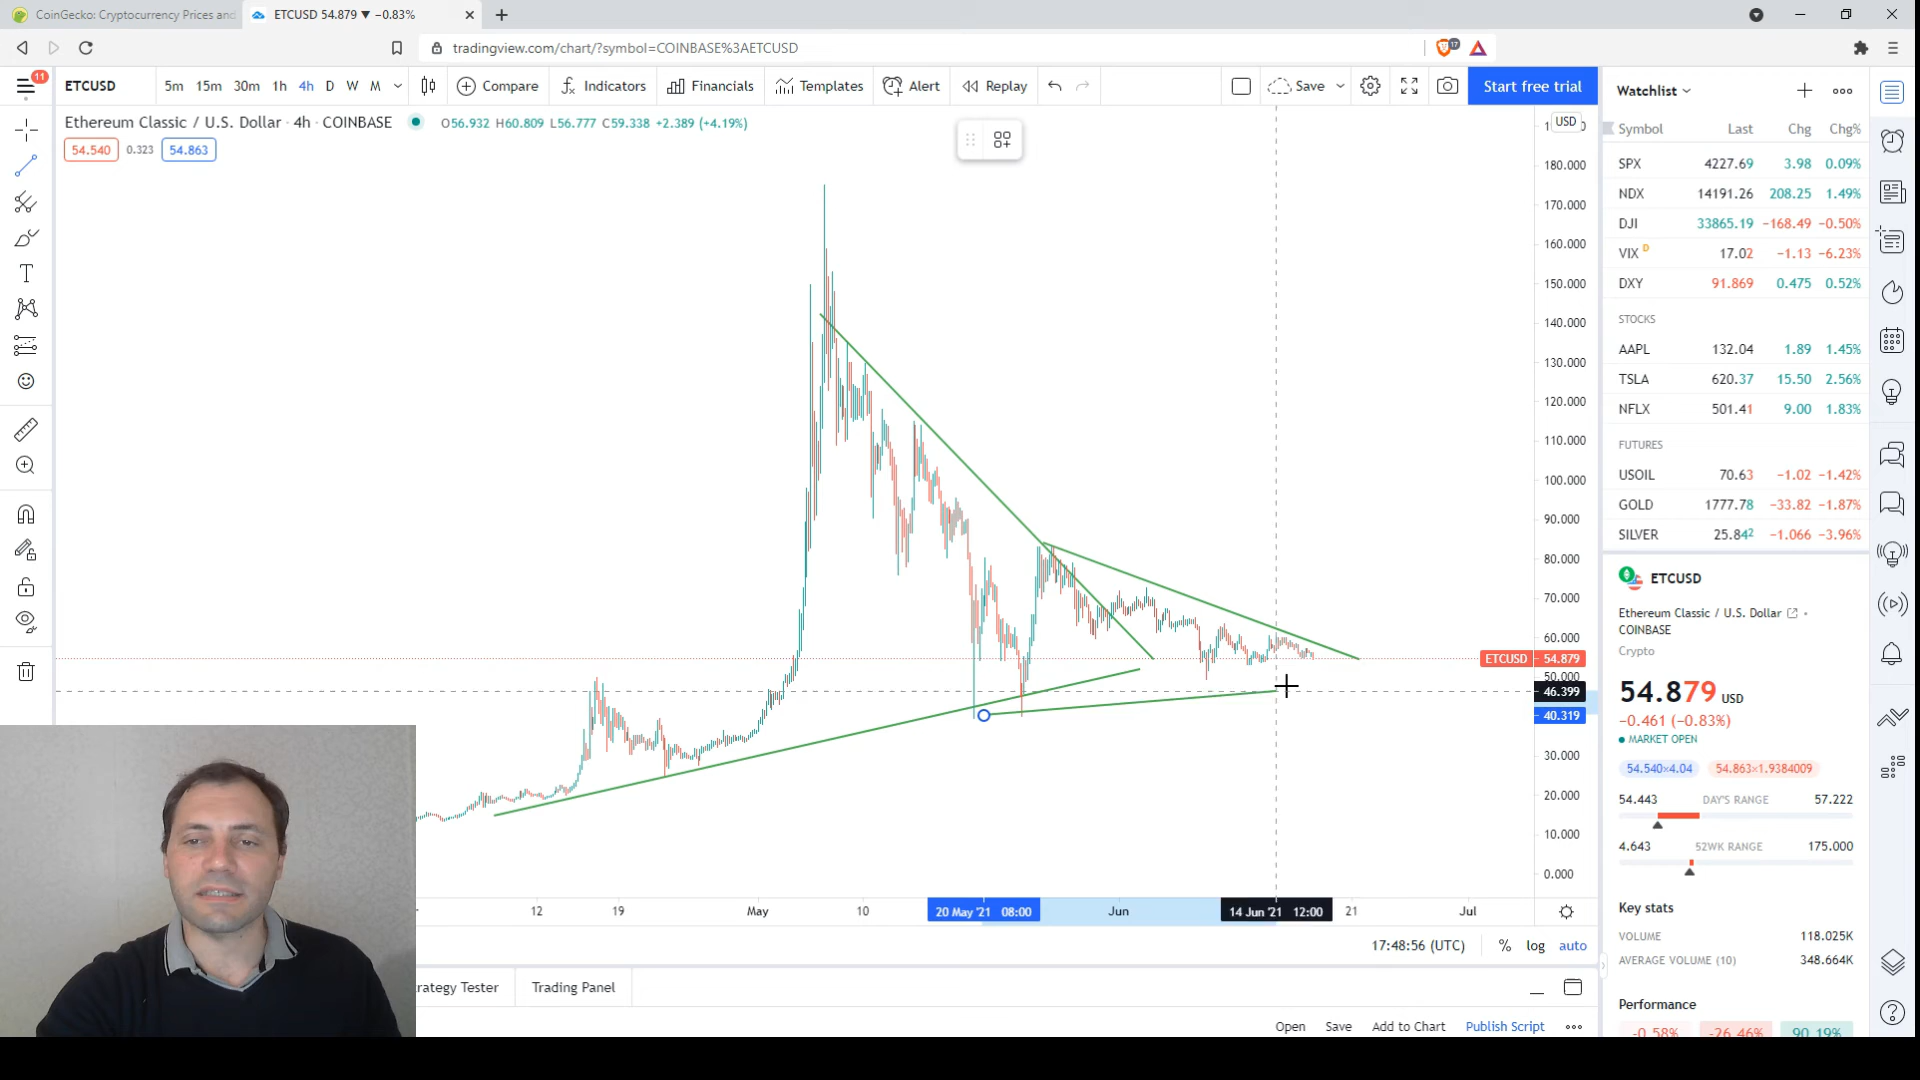 CoinGecko: Cryptocurrency Prices and
ETCUSD 54.879 ▼ −0.83%
tradingview.com/chart/?symbol=COINBASE%3AETCUSD
17
11
ETCUSD
5m 15m 30m 1h 4h D W M
Compare
Indicators
Financials
Templates
Alert
Replay
Save
Start free trial
Ethereum Classic / U.S. Dollar · 4h · COINBASE
O56.932 H60.809 L56.777 C59.338 +2.389 (+4.19%)
54.540 0.323 54.863
USD
180.000
170.000
160.000
150.000
140.000
130.000
120.000
110.000
100.000
90.000
80.000
70.000
60.000
ETCUSD 54.879
50.000
46.399
40.319
30.000
20.000
10.000
0.000
12 19 May 10 20 May '21 08:00 Jun 14 Jun '21 12:00 21 Jul
17:48:56 (UTC) % log auto
trategy Tester Trading Panel
Open Save Add to Chart Publish Script
Watchlist
Symbol Last Chg Chg%
SPX 4227.69 3.98 0.09%
NDX 14191.26 208.25 1.49%
DJI 33865.19 −168.49 −0.50%
VIX D 17.02 −1.13 −6.23%
DXY 91.869 0.475 0.52%
STOCKS
AAPL 132.04 1.89 1.45%
TSLA 620.37 15.50 2.56%
NFLX 501.41 9.00 1.83%
FUTURES
USOIL 70.63 −1.02 −1.42%
GOLD 1777.78 −33.82 −1.87%
SILVER 25.842 −1.066 −3.96%
ETCUSD
Ethereum Classic / U.S. Dollar
COINBASE
Crypto
54.879 USD
−0.461 (−0.83%)
MARKET OPEN
54.540×4.04 54.863×1.9384009
54.443 DAY'S RANGE 57.222
4.643 52WK RANGE 175.000
Key stats
VOLUME 118.025K
AVERAGE VOLUME (10) 348.664K
Performance
-0.58% -26.46% 90.19%